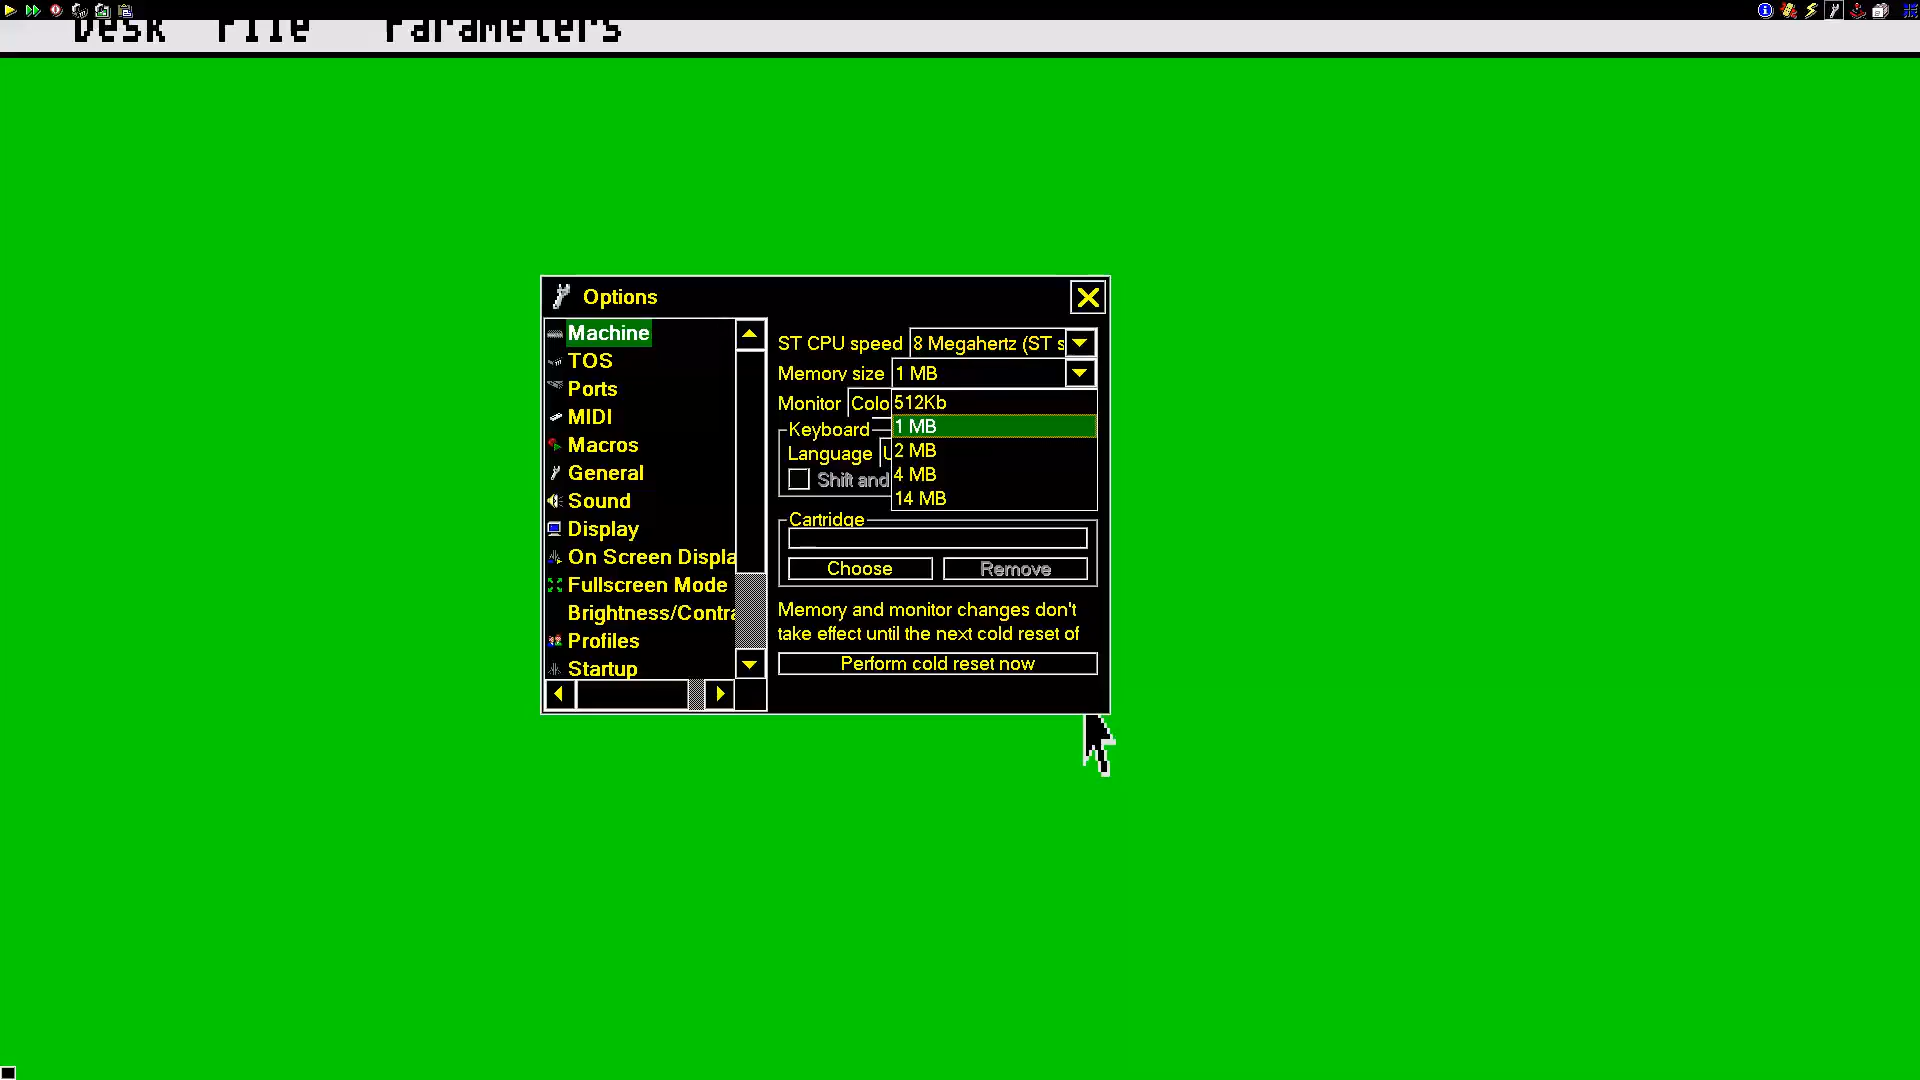 Desk File Parameters
Options
Machine
TOS
Ports
MIDI
Macros
General
Sound
Display
On Screen Displa
Fullscreen Mode
Brightness/Contra
Profiles
Startup
ST CPU speed 8 Megahertz (ST s
Memory size 1 MB
512Kb
1 MB
2 MB
4 MB
14 MB
Monitor Colo
Keyboard
Language U
Shift and
Cartridge
Choose Remove
Memory and monitor changes don't
take effect until the next cold reset of
Perform cold reset now